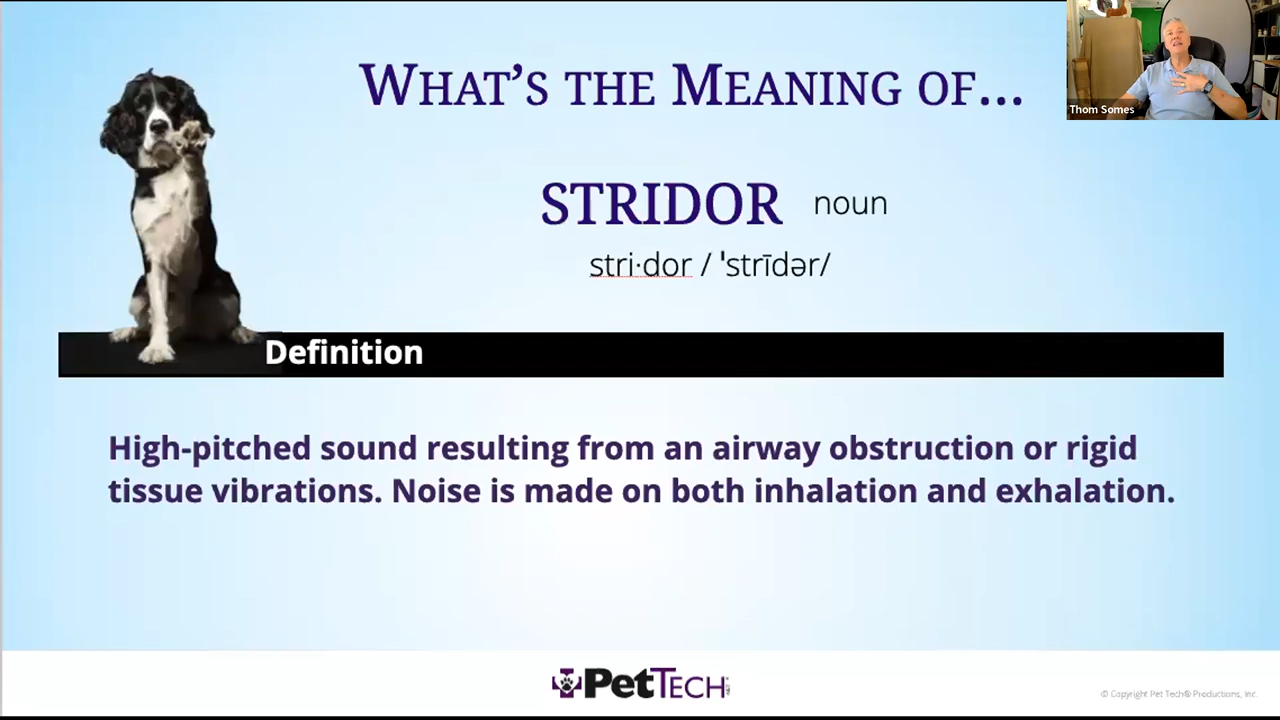 WHAT'S THE MEANING OF...
Thom Somes
STRIDOR noun
stri·dor / 'strīdər/
Definition
High-pitched sound resulting from an airway obstruction or rigid
tissue vibrations. Noise is made on both inhalation and exhalation.
PetTECH
© Copyright Pet Tech® Productions, Inc.